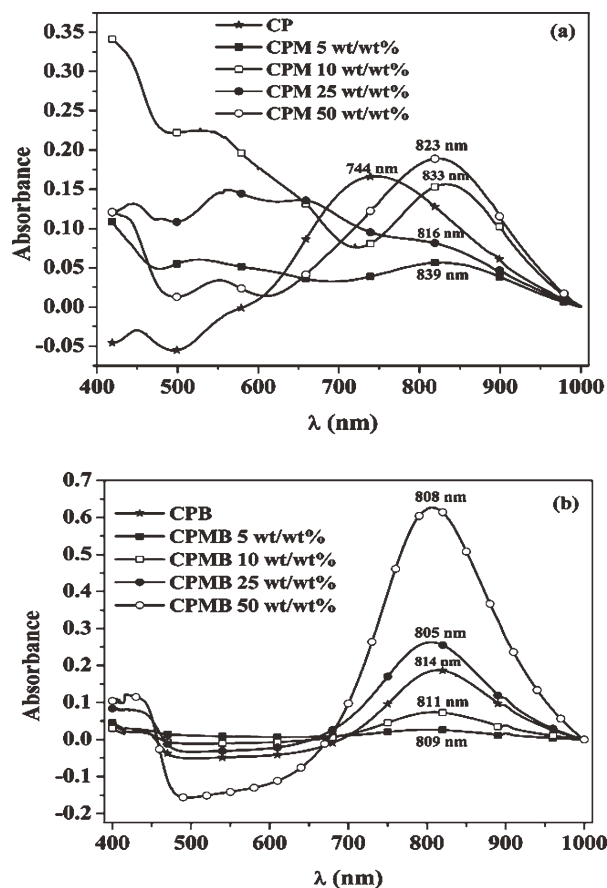 (a)
CP
CPM 5 wt/wt%
CPM 10 wt/wt%
CPM 25 wt/wt%
CPM 50 wt/wt%
0.35
0.30
0.25
0.20
0.15
0.10
0.05
0.00
-0.05
Absorbance
744 nm
823 nm
833 nm
816 nm
839 nm
400 500 600 700 800 900 1000
λ (nm)
(b)
CPB
CPMB 5 wt/wt%
CPMB 10 wt/wt%
CPMB 25 wt/wt%
CPMB 50 wt/wt%
0.7
0.6
0.5
0.4
0.3
0.2
0.1
0.0
-0.1
-0.2
Absorbance
808 nm
805 nm
814 nm
811 nm
809 nm
400 500 600 700 800 900 1000
λ (nm)